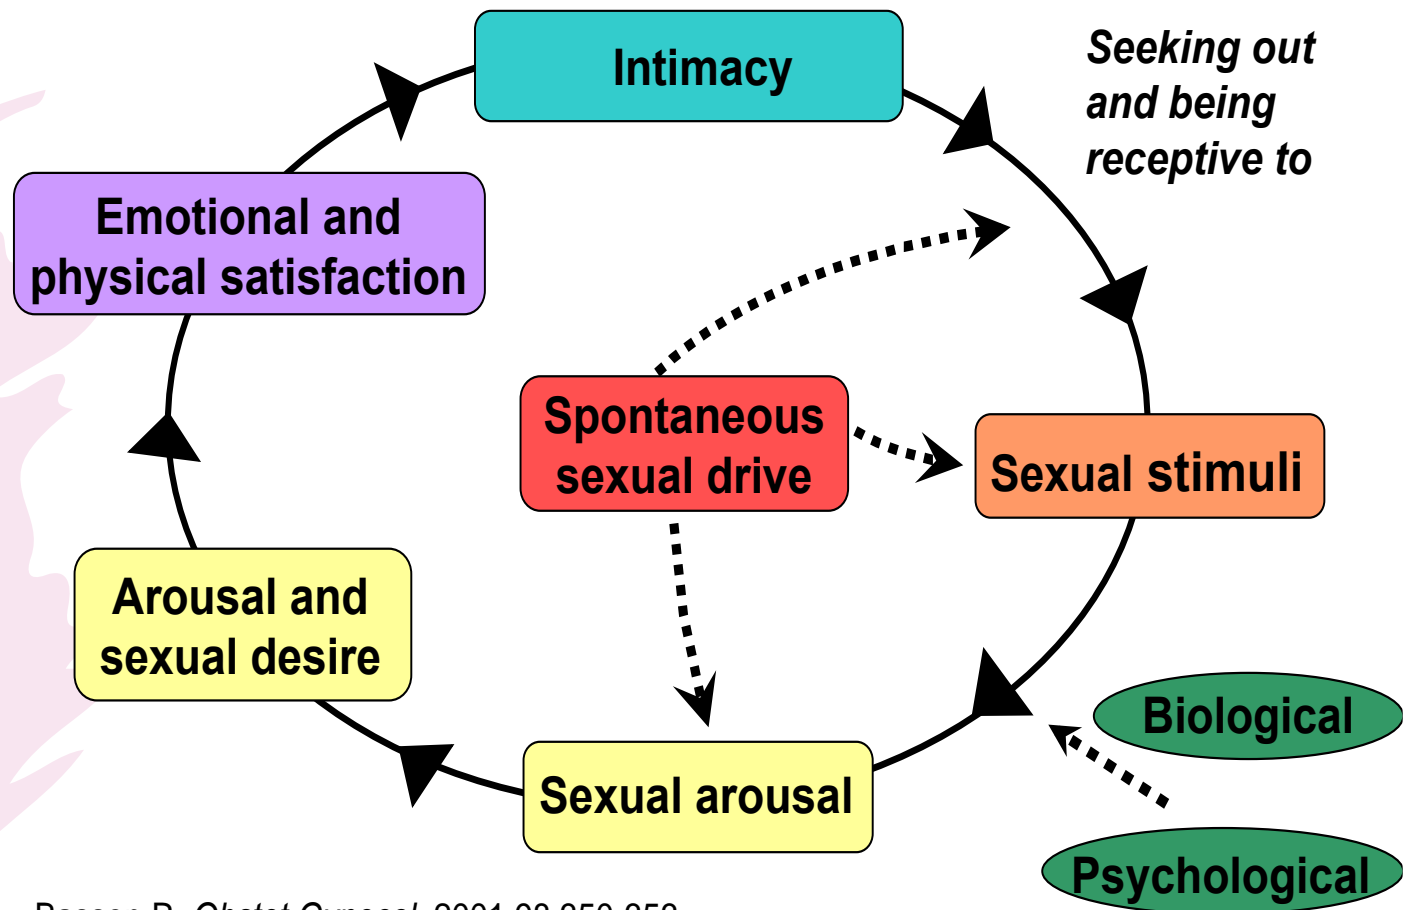 Intimacy
Seeking out
and being
receptive to
Emotional and
physical satisfaction
Spontaneous
sexual drive
Sexual stimuli
Arousal and
sexual desire
Biological
Sexual arousal
Psychological